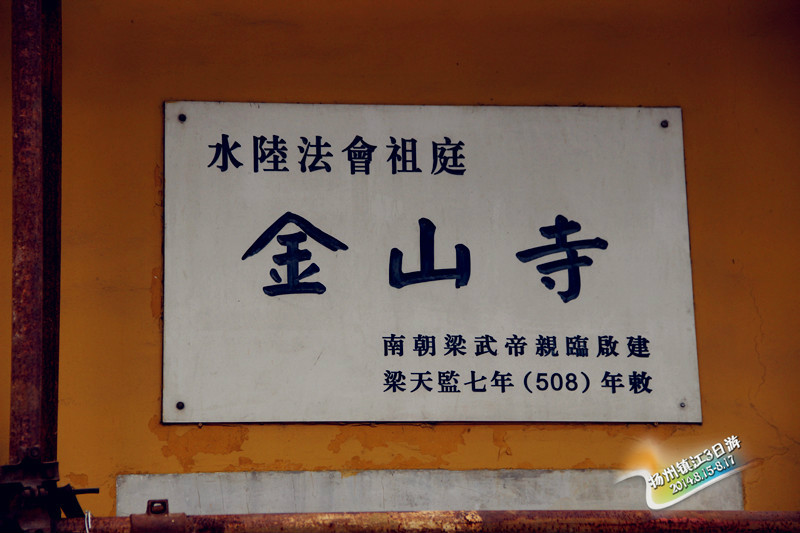 水陸法會祖庭
金山寺
南朝梁武帝親臨啟建
梁天監七年(508)年敕
扬州镇江3日游
2014.8.15-8.17